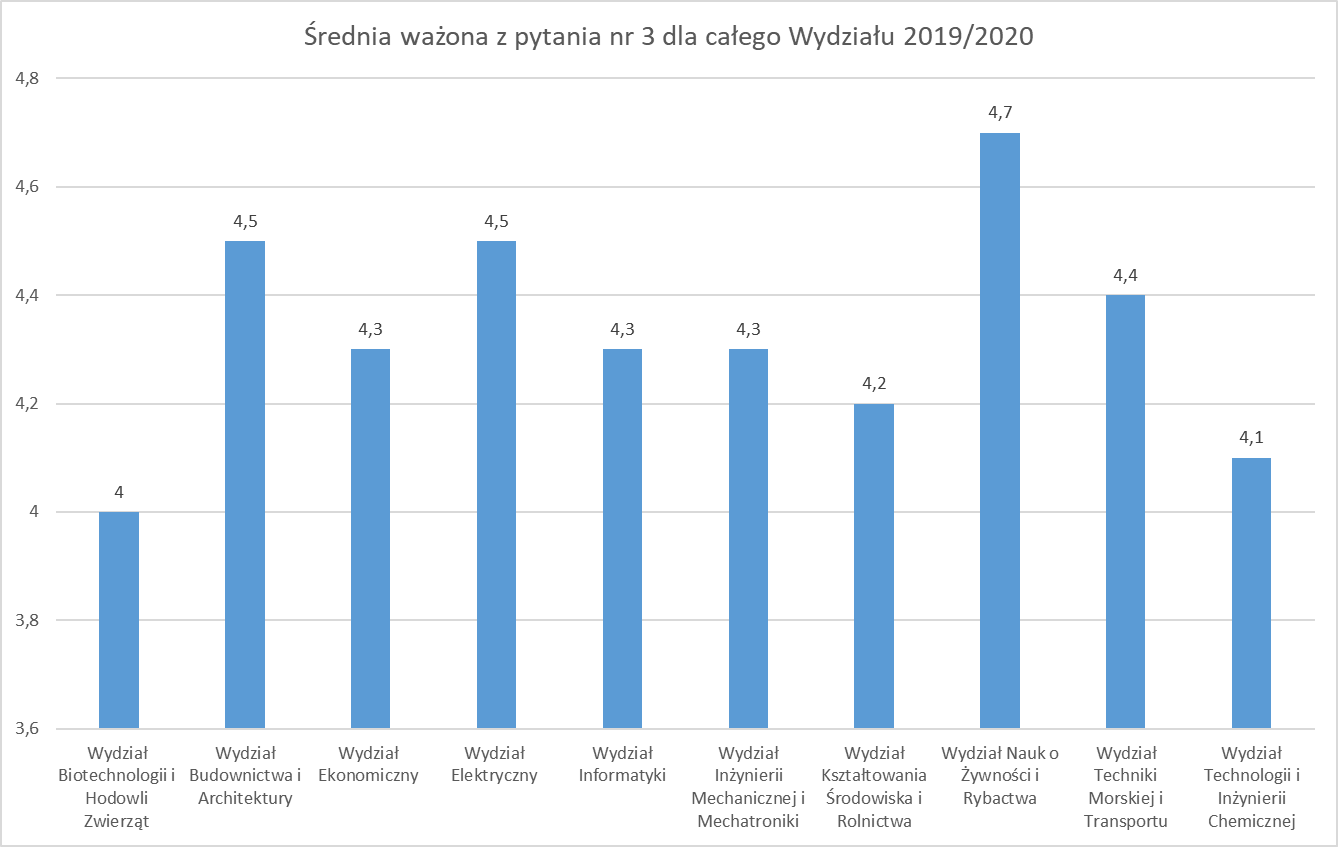 Średnia ważona z pytania nr 3 dla całego Wydziału 2019/2020
4,8
4,6
4,4
4,2
4
3,8
3,6
4
4,5
4,3
4,5
4,3
4,3
4,2
4,7
4,4
4,1
Wydział
Biotechnologii i
Hodowli
Zwierząt
Wydział
Budownictwa i
Architektury
Wydział
Ekonomiczny
Wydział
Elektryczny
Wydział
Informatyki
Wydział
Inżynierii
Mechanicznej i
Mechatroniki
Wydział
Kształtowania
Środowiska i
Rolnictwa
Wydział Nauk o
Żywności i
Rybactwa
Wydział
Techniki
Morskiej i
Transportu
Wydział
Technologii i
Inżynierii
Chemicznej